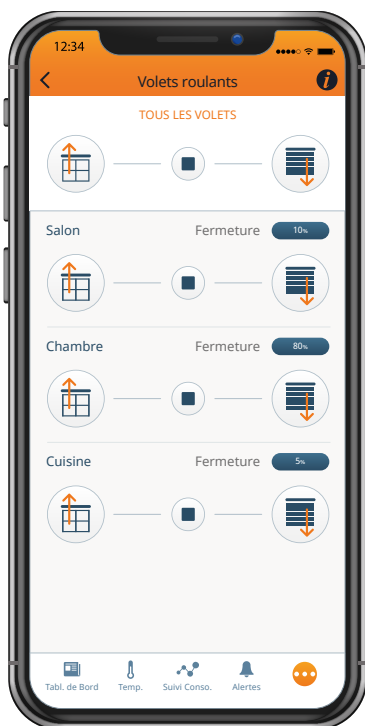 12:34
Volets roulants
i
TOUS LES VOLETS
Salon Fermeture 10%
Chambre Fermeture 80%
Cuisine Fermeture 5%
Tabl. de Bord Temp. Suivi Conso. Alertes